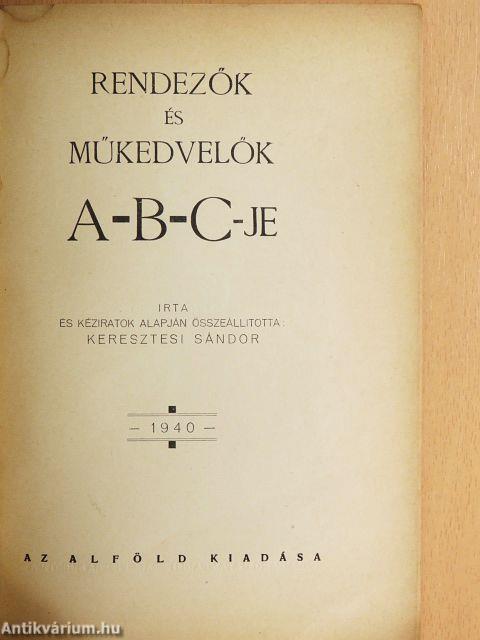 RENDEZŐK
ÉS
MŰKEDVELŐK
A-B-C-JE
IRTA
ÉS KÉZIRATOK ALAPJÁN ÖSSZEÁLLITOTTA:
KERESZTESI SÁNDOR
— 1940 —
AZ ALFÖLD KIADÁSA
Antikvárium.hu